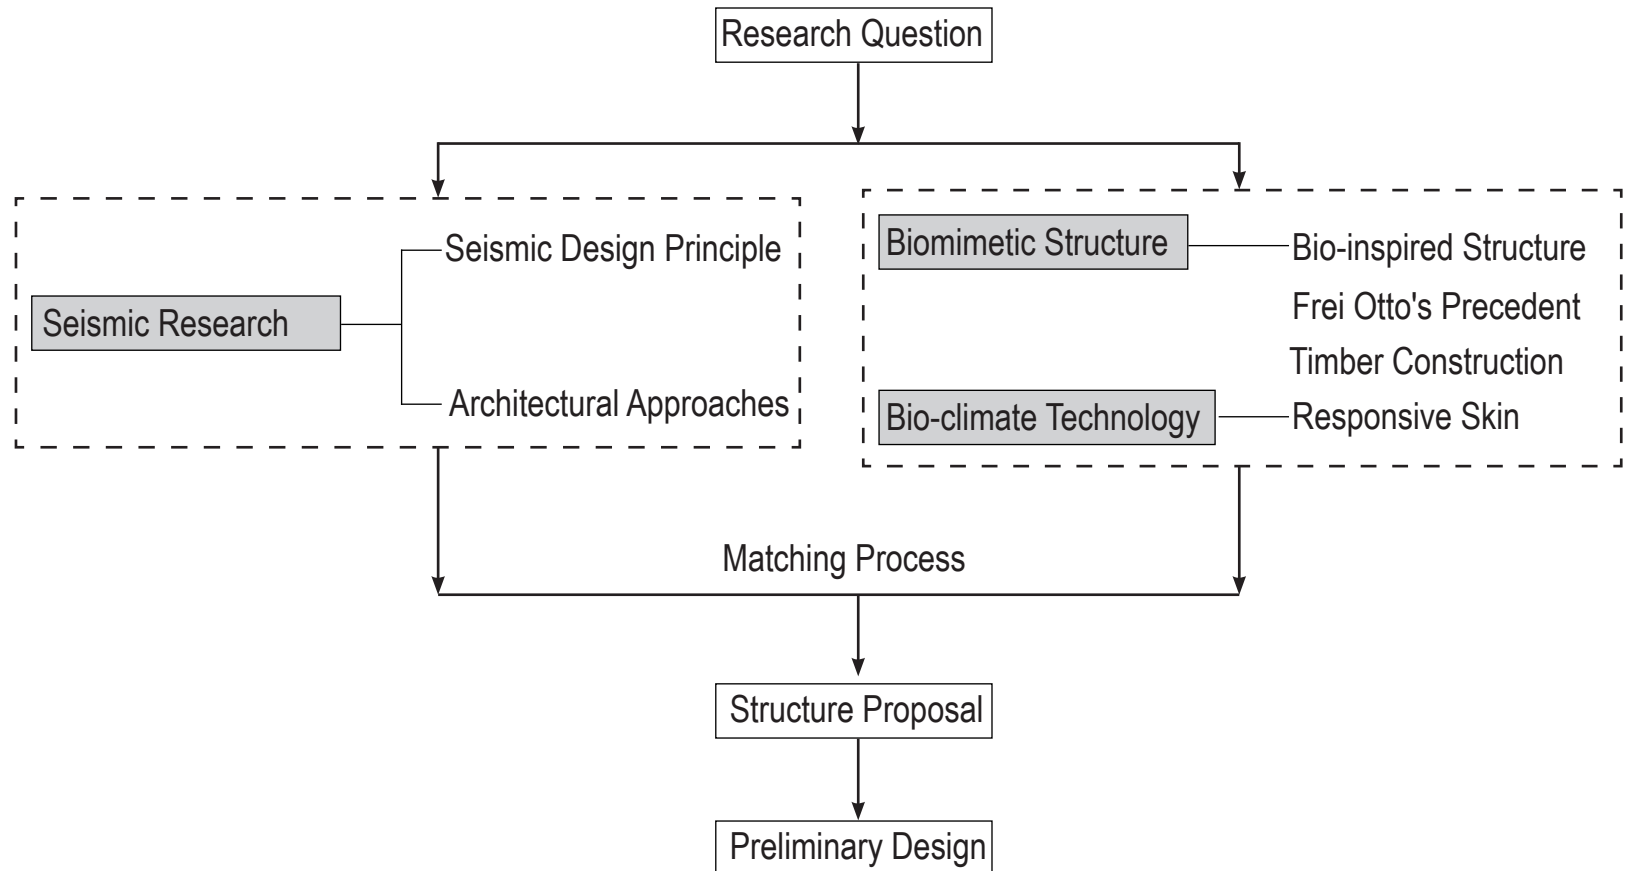 Research Question
Seismic Research
Seismic Design Principle
Architectural Approaches
Biomimetic Structure
Bio-inspired Structure
Frei Otto's Precedent
Timber Construction
Bio-climate Technology
Responsive Skin
Matching Process
Structure Proposal
Preliminary Design